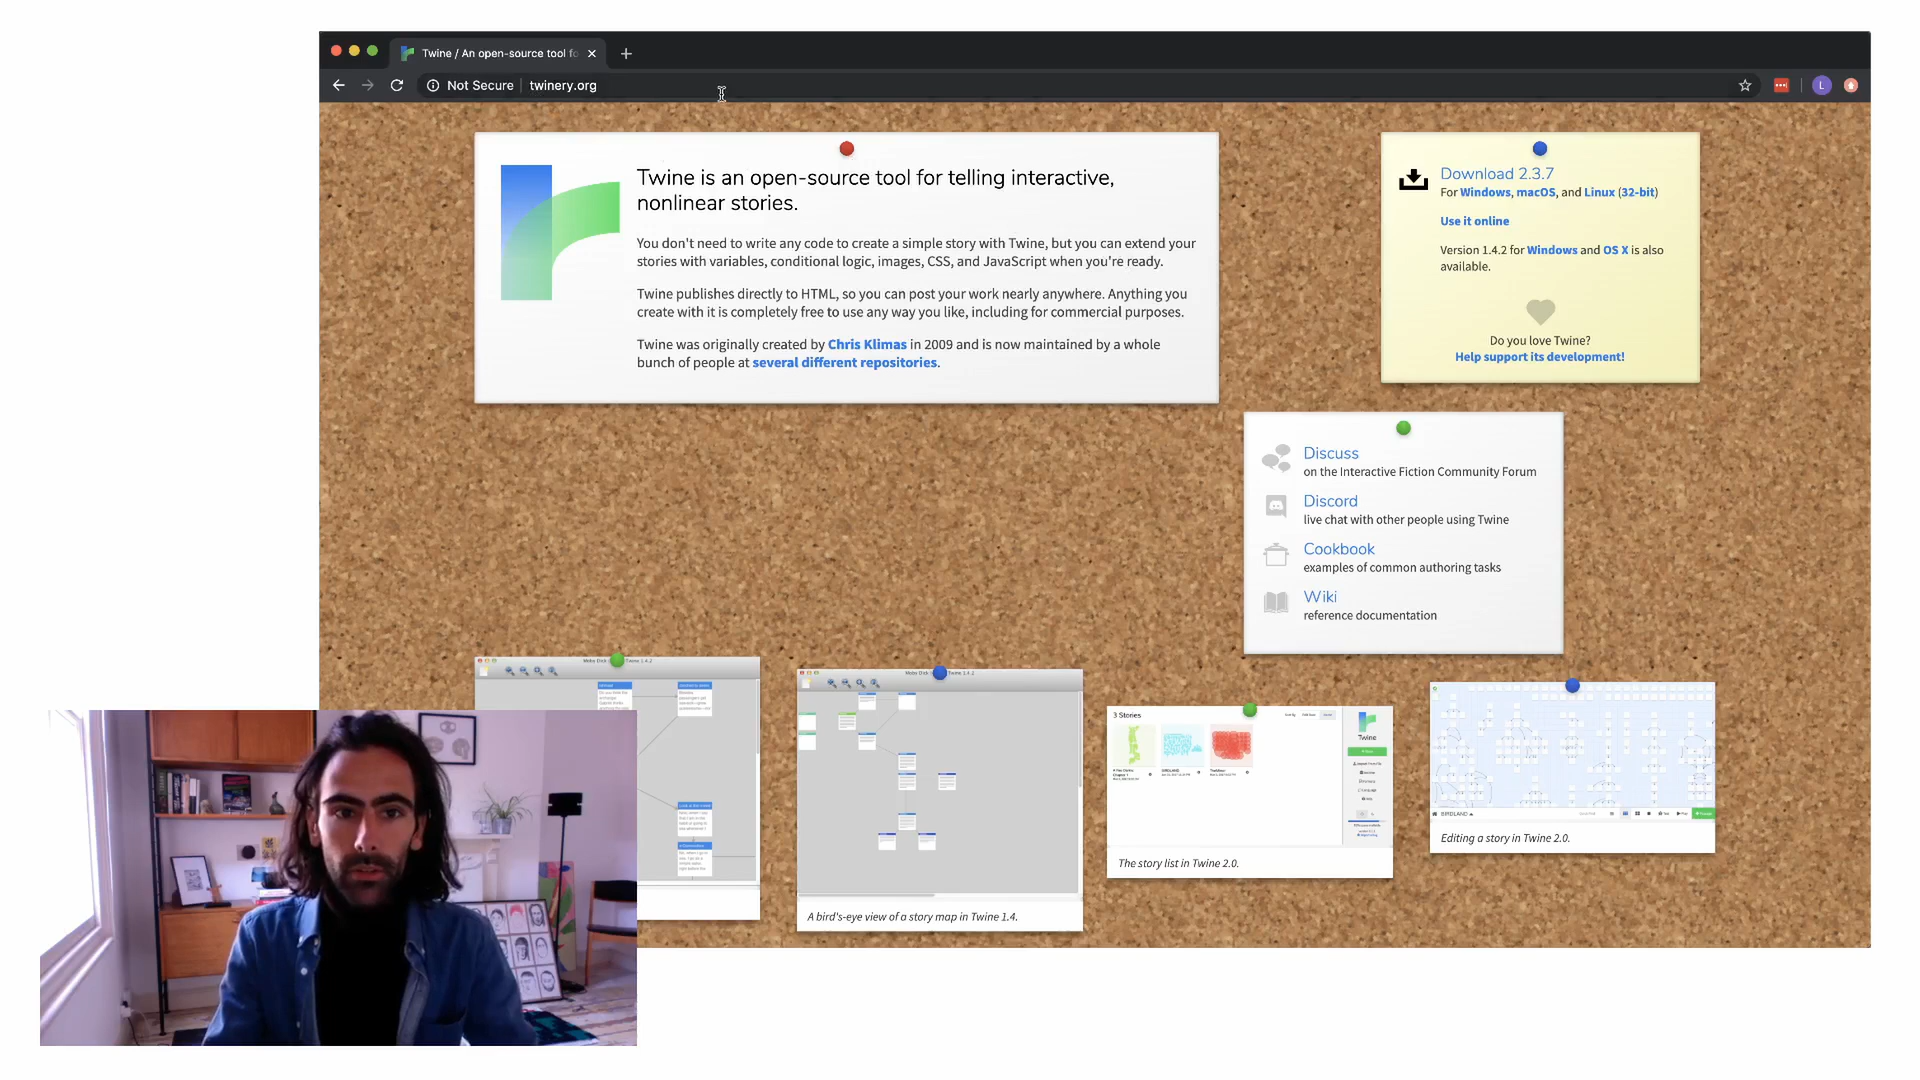 Twine / An open-source tool fo
Not Secure
twinery.org
L
Twine is an open-source tool for telling interactive,
nonlinear stories.
You don't need to write any code to create a simple story with Twine, but you can extend your
stories with variables, conditional logic, images, CSS, and JavaScript when you're ready.
Twine publishes directly to HTML, so you can post your work nearly anywhere. Anything you
create with it is completely free to use any way you like, including for commercial purposes.
Twine was originally created by Chris Klimas in 2009 and is now maintained by a whole
bunch of people at several different repositories.
Download 2.3.7
For Windows, macOS, and Linux (32-bit)
Use it online
Version 1.4.2 for Windows and OS X is also
available.
Do you love Twine?
Help support its development!
Discuss
on the Interactive Fiction Community Forum
Discord
live chat with other people using Twine
Cookbook
examples of common authoring tasks
Wiki
reference documentation
A bird's-eye view of a story map in Twine 1.4.
3 Stories
Twine
The story list in Twine 2.0.
BIRDLAND
Editing a story in Twine 2.0.